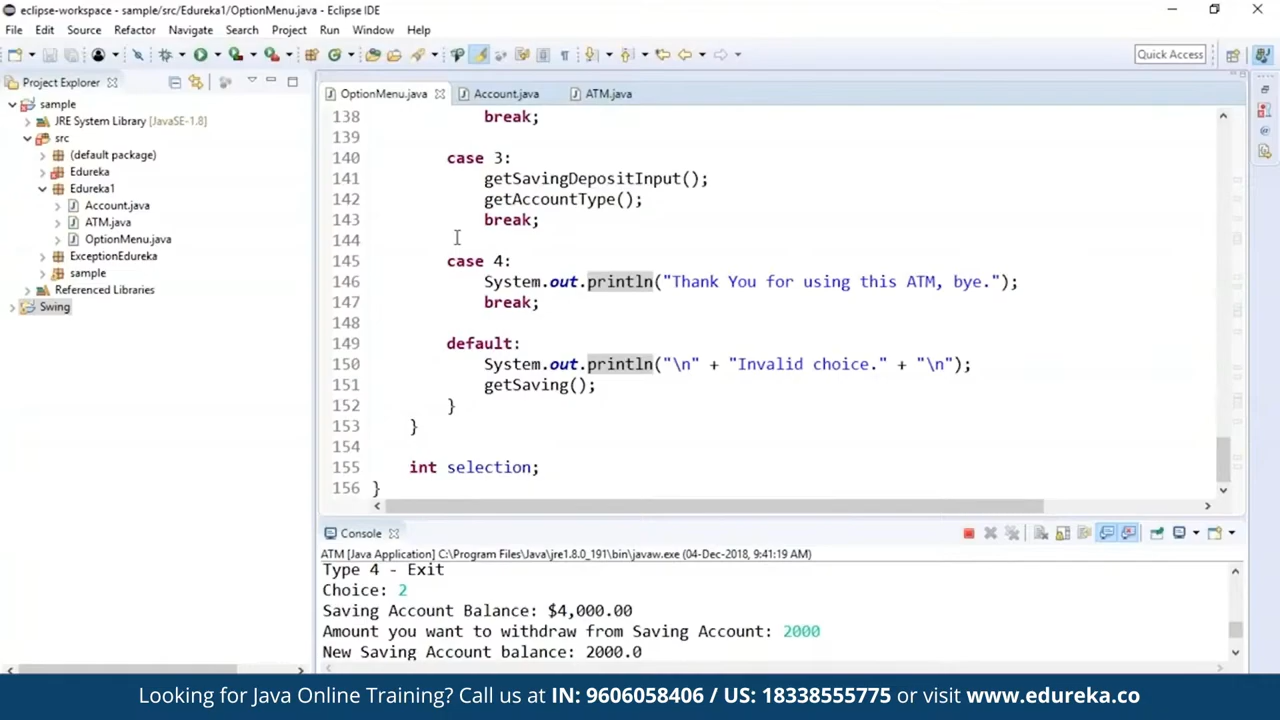 eclipse-workspace - sample/src/Edureka1/OptionMenu.java - Eclipse IDE
File Edit Source Refactor Navigate Search Project Run Window Help
Quick Access
Project Explorer
sample
JRE System Library [JavaSE-1.8]
src
(default package)
Edureka
Edureka1
Account.java
ATM.java
OptionMenu.java
ExceptionEdureka
sample
Referenced Libraries
Swing
OptionMenu.java Account.java ATM.java
138 break;
139
140 case 3:
141 getSavingDepositInput();
142 getAccountType();
143 break;
144
145 case 4:
146 System.out.println("Thank You for using this ATM, bye.");
147 break;
148
149 default:
150 System.out.println("\n" + "Invalid choice." + "\n");
151 getSaving();
152 }
153 }
154
155 int selection;
156 }
Console
ATM [Java Application] C:\Program Files\Java\jre1.8.0_191\bin\javaw.exe (04-Dec-2018, 9:41:19 AM)
Type 4 - Exit
Choice: 2
Saving Account Balance: $4,000.00
Amount you want to withdraw from Saving Account: 2000
New Saving Account balance: 2000.0
Looking for Java Online Training? Call us at IN: 9606058406 / US: 18338555775 or visit www.edureka.co